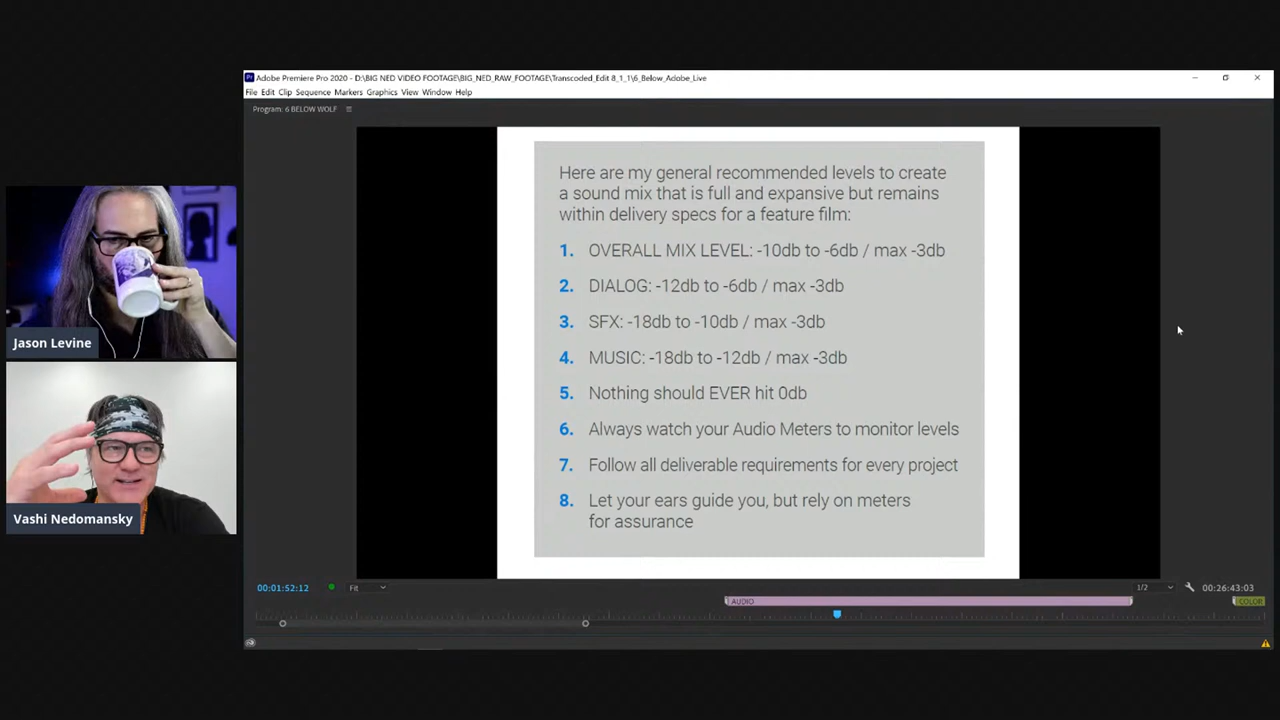 Adobe Premiere Pro 2020 - D:\BIG NED VIDEO FOOTAGE\BIG_NED_RAW_FOOTAGE\Transcoded_Edit 8_1_1\6_Below_Adobe_Live
File Edit Clip Sequence Markers Graphics View Window Help
Program: 6 BELOW WOLF
Here are my general recommended levels to create
a sound mix that is full and expansive but remains
within delivery specs for a feature film:
1. OVERALL MIX LEVEL: -10db to -6db / max -3db
2. DIALOG: -12db to -6db / max -3db
3. SFX: -18db to -10db / max -3db
4. MUSIC: -18db to -12db / max -3db
5. Nothing should EVER hit 0db
6. Always watch your Audio Meters to monitor levels
7. Follow all deliverable requirements for every project
8. Let your ears guide you, but rely on meters
for assurance
Jason Levine
Vashi Nedomansky
00:01:52:12 Fit 1/2 00:26:43:03
AUDIO COLOR